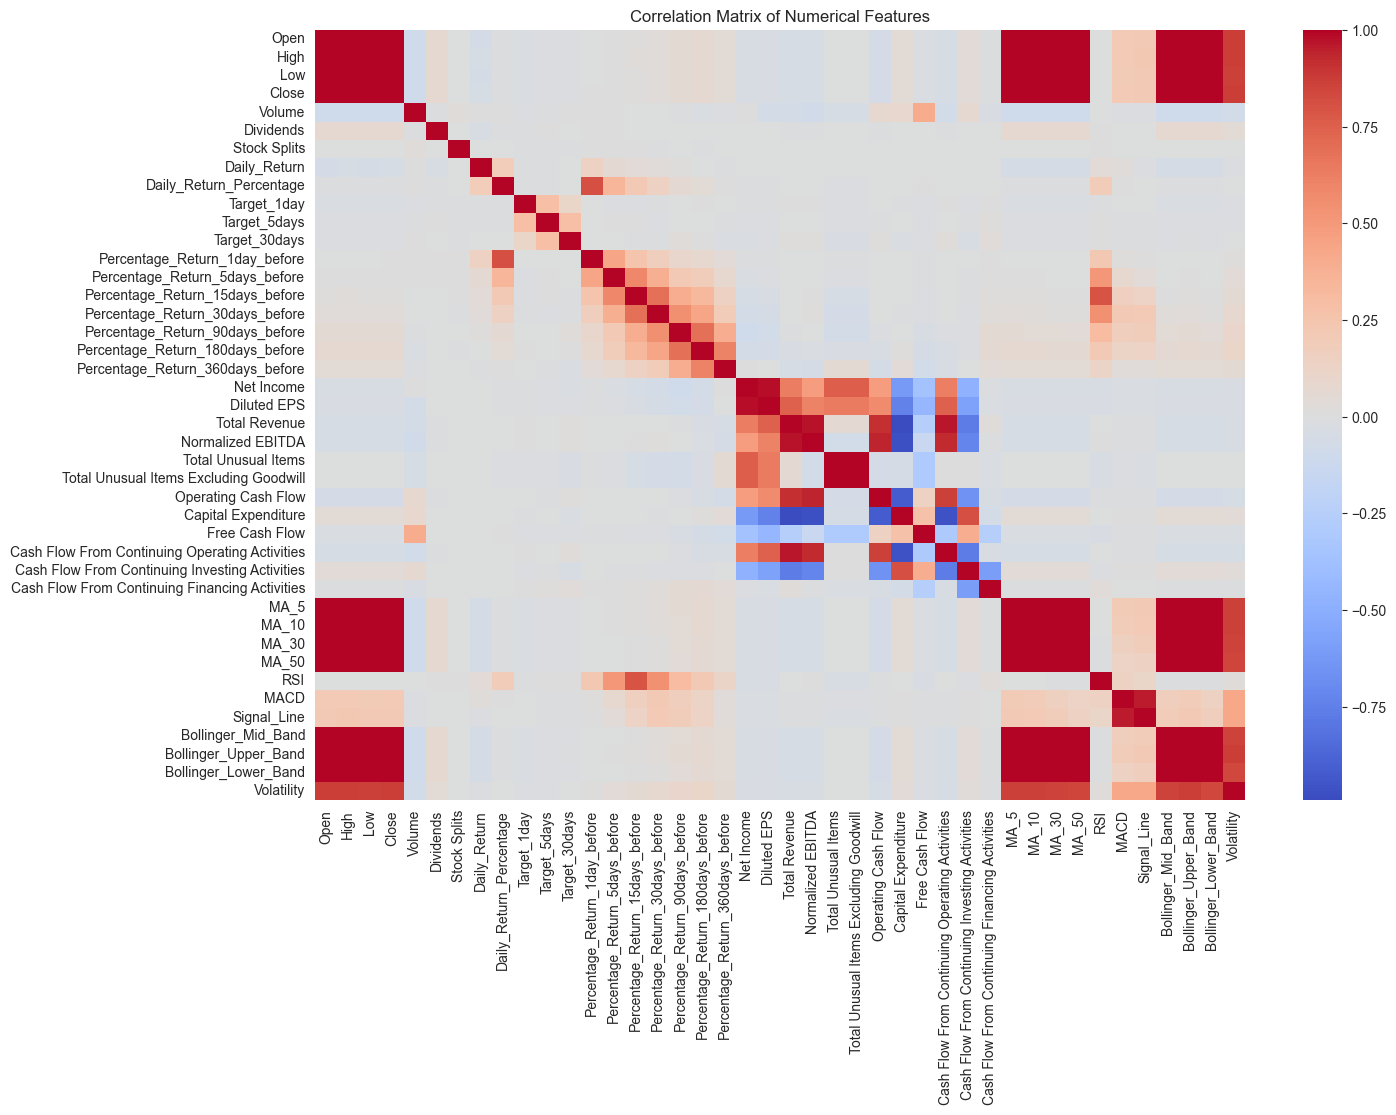 Correlation Matrix of Numerical Features
Open
High
Low
Close
Volume
Dividends
Stock Splits
Daily_Return
Daily_Return_Percentage
Target_1day
Target_5days
Target_30days
Percentage_Return_1day_before
Percentage_Return_5days_before
Percentage_Return_15days_before
Percentage_Return_30days_before
Percentage_Return_90days_before
Percentage_Return_180days_before
Percentage_Return_360days_before
Net Income
Diluted EPS
Total Revenue
Normalized EBITDA
Total Unusual Items
Total Unusual Items Excluding Goodwill
Operating Cash Flow
Capital Expenditure
Free Cash Flow
Cash Flow From Continuing Operating Activities
Cash Flow From Continuing Investing Activities
Cash Flow From Continuing Financing Activities
MA_5
MA_10
MA_30
MA_50
RSI
MACD
Signal_Line
Bollinger_Mid_Band
Bollinger_Upper_Band
Bollinger_Lower_Band
Volatility
Open
High
Low
Close
Volume
Dividends
Stock Splits
Daily_Return
Daily_Return_Percentage
Target_1day
Target_5days
Target_30days
Percentage_Return_1day_before
Percentage_Return_5days_before
Percentage_Return_15days_before
Percentage_Return_30days_before
Percentage_Return_90days_before
Percentage_Return_180days_before
Percentage_Return_360days_before
Net Income
Diluted EPS
Total Revenue
Normalized EBITDA
Total Unusual Items
Total Unusual Items Excluding Goodwill
Operating Cash Flow
Capital Expenditure
Free Cash Flow
Cash Flow From Continuing Operating Activities
Cash Flow From Continuing Investing Activities
Cash Flow From Continuing Financing Activities
MA_5
MA_10
MA_30
MA_50
RSI
MACD
Signal_Line
Bollinger_Mid_Band
Bollinger_Upper_Band
Bollinger_Lower_Band
Volatility
1.00
0.75
0.50
0.25
0.00
−0.25
−0.50
−0.75